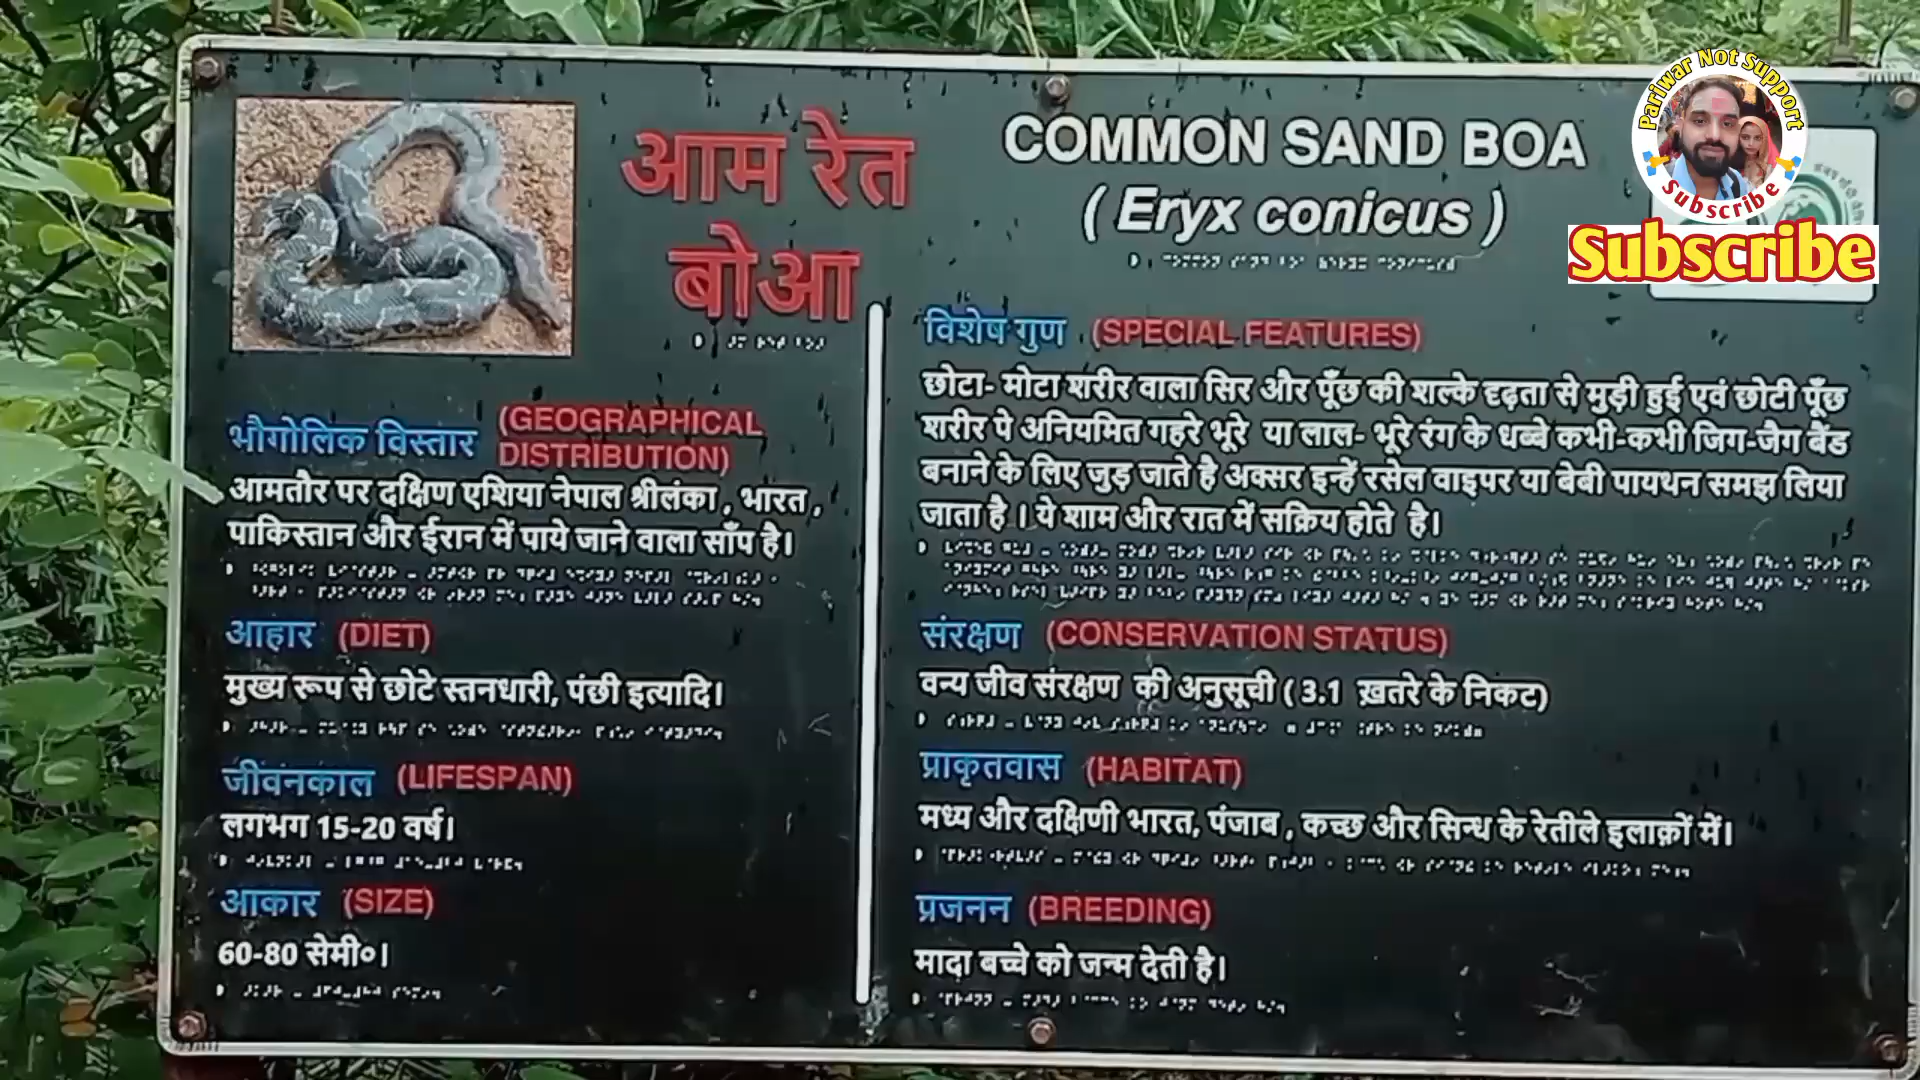 आम रेत
बोआ
COMMON SAND BOA
( Eryx conicus )
Pariwar Not Support
Subscribe
Subscribe
भौगोलिक विस्तार (GEOGRAPHICAL
DISTRIBUTION)
आमतौर पर दक्षिण एशिया नेपाल श्रीलंका , भारत ,
पाकिस्तान और ईरान में पाये जाने वाला साँप है।
आहार (DIET)
मुख्य रूप से छोटे स्तनधारी, पंछी इत्यादि।
जीवनकाल (LIFESPAN)
लगभग 15-20 वर्ष।
आकार (SIZE)
60-80 सेमी०।
विशेष गुण (SPECIAL FEATURES)
छोटा- मोटा शरीर वाला सिर और पूँछ की शल्के दृढ़ता से मुड़ी हुई एवं छोटी पूँछ
शरीर पे अनियमित गहरे भूरे या लाल- भूरे रंग के धब्बे कभी-कभी जिग-जैग बैंड
बनाने के लिए जुड़ जाते है अक्सर इन्हें रसेल वाइपर या बेबी पायथन समझ लिया
जाता है । ये शाम और रात में सक्रिय होते है।
संरक्षण (CONSERVATION STATUS)
वन्य जीव संरक्षण की अनुसूची ( 3.1 ख़तरे के निकट)
प्राकृतवास (HABITAT)
मध्य और दक्षिणी भारत, पंजाब , कच्छ और सिन्ध के रेतीले इलाक़ों में।
प्रजनन (BREEDING)
मादा बच्चे को जन्म देती है।